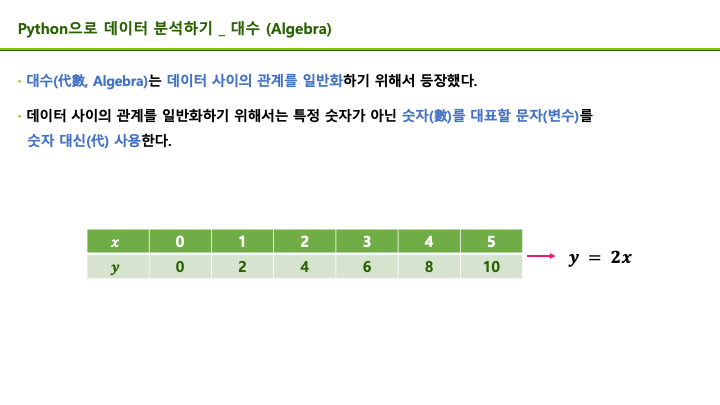 Python으로 데이터 분석하기 _ 대수 (Algebra)
· 대수(代數, Algebra)는 데이터 사이의 관계를 일반화하기 위해서 등장했다.
· 데이터 사이의 관계를 일반화하기 위해서는 특정 숫자가 아닌 숫자(數)를 대표할 문자(변수)를
숫자 대신(代) 사용한다.
x 0 1 2 3 4 5
y 0 2 4 6 8 10
y = 2x